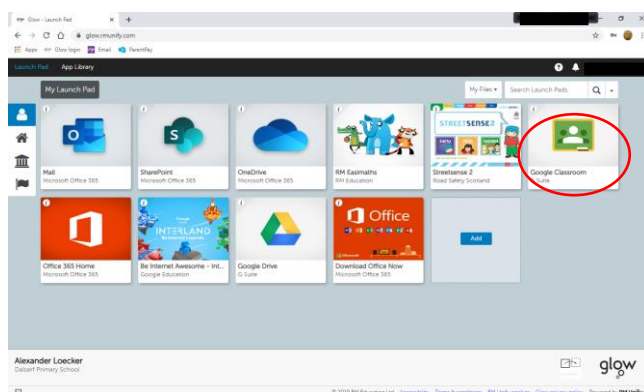 Glow - Launch Pad
glow.rmunify.com
Apps
Glow login
Email
ParentPay
Launch Pad
App Library
My Launch Pad
My Files
Search Launch Pads
Mail
Microsoft Office 365
SharePoint
Microsoft Office 365
OneDrive
Microsoft Office 365
RM Easimaths
RM Education
STREETSENSE2
Streetsense 2
Road Safety Scotland
Google Classroom
G Suite
Office 365 Home
Microsoft Office 365
Google
INTERLAND
Be Internet Awesome - Int...
Google Education
Google Drive
G Suite
Office
Download Office Now
Microsoft Office 365
Add
Alexander Loecker
Dalserf Primary School
glow